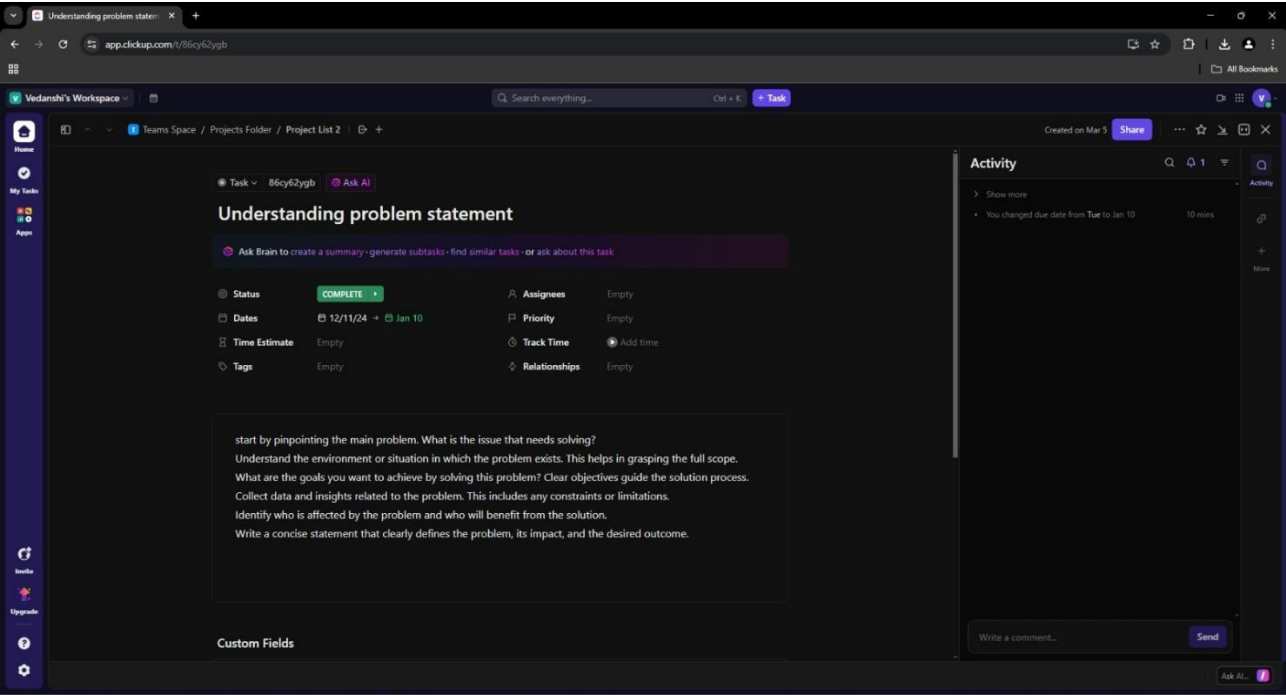 Understanding problem statem
app.clickup.com/t/86cy62ygb
All Bookmarks
V Vedanshi's Workspace
Search everything...
Ctrl + K
+ Task
V
Home
My Tasks
Apps
Invite
Upgrade
T Teams Space / Projects Folder / Project List 2
Created on Mar 5
Share
Task
86cy62ygb
Ask AI
Understanding problem statement
Ask Brain to create a summary · generate subtasks · find similar tasks · or ask about this task
Status
COMPLETE
Assignees
Empty
Dates
12/11/24 → Jan 10
Priority
Empty
Time Estimate
Empty
Track Time
Add time
Tags
Empty
Relationships
Empty
start by pinpointing the main problem. What is the issue that needs solving?
Understand the environment or situation in which the problem exists. This helps in grasping the full scope.
What are the goals you want to achieve by solving this problem? Clear objectives guide the solution process.
Collect data and insights related to the problem. This includes any constraints or limitations.
Identify who is affected by the problem and who will benefit from the solution.
Write a concise statement that clearly defines the problem, its impact, and the desired outcome.
Custom Fields
Activity
1
Show more
• You changed due date from Tue to Jan 10
10 mins
Write a comment...
Send
Activity
More
Ask AI...